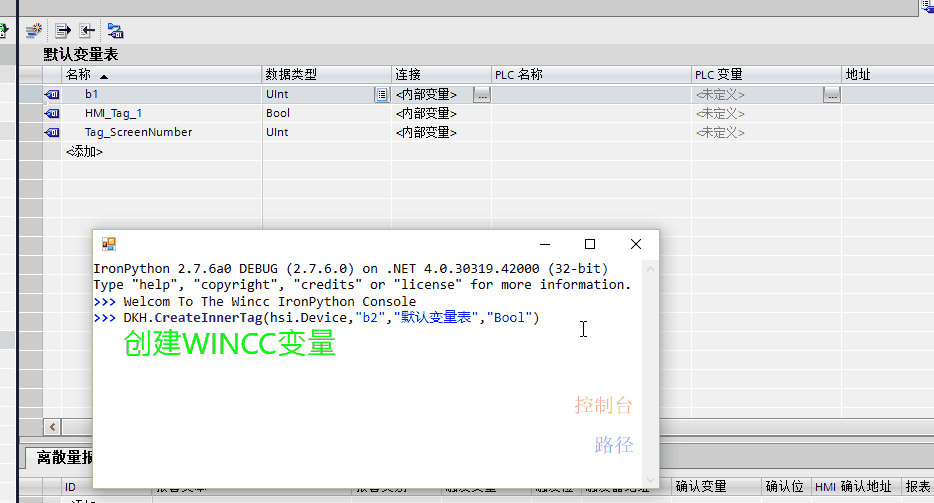 默认变量表
名称 数据类型 连接 PLC 名称 PLC 变量 地址
b1 UInt <内部变量> ... <未定义> ...
HMI_Tag_1 Bool <内部变量> <未定义>
Tag_ScreenNumber UInt <内部变量> <未定义>
<添加>
IronPython 2.7.6a0 DEBUG (2.7.6.0) on .NET 4.0.30319.42000 (32-bit)
Type "help", "copyright", "credits" or "license" for more information.
>>> Welcom To The Wincc IronPython Console
>>> DKH.CreateInnerTag(hsi.Device,"b2","默认变量表","Bool")
创建WINCC变量
控制台
路径
离散量报
ID 确认变量 确认位 HMI 确认地址 报表